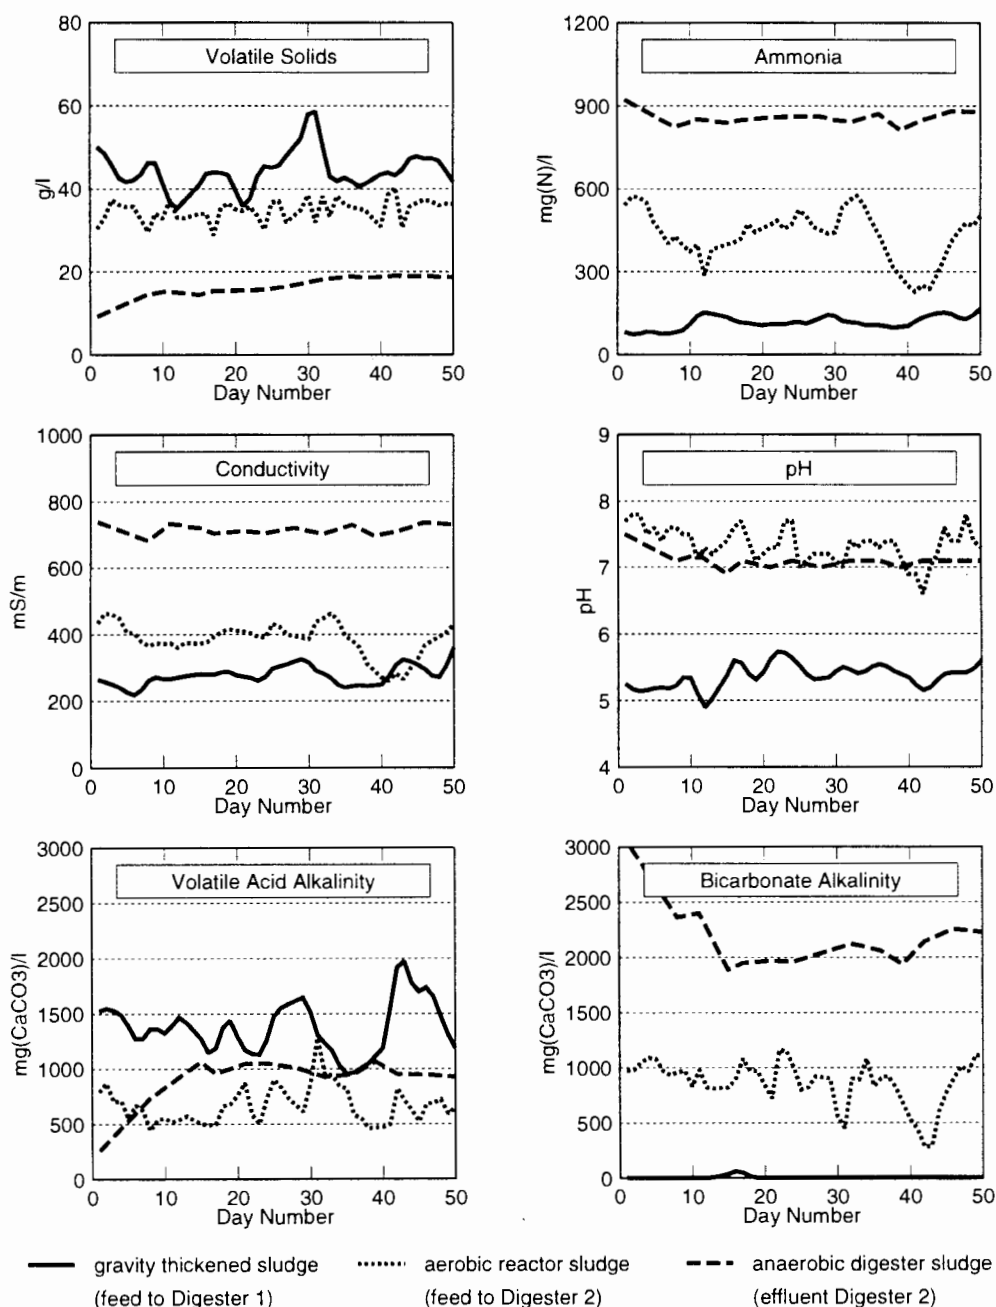 80
60
40
20
0
g/l
Volatile Solids
0 10 20 30 40 50
Day Number
1200
900
600
300
0
mg(N)/l
Ammonia
0 10 20 30 40 50
Day Number
1000
800
600
400
200
0
mS/m
Conductivity
0 10 20 30 40 50
Day Number
9
8
7
6
5
4
pH
pH
0 10 20 30 40 50
Day Number
3000
2500
2000
1500
1000
500
0
mg(CaCO3)/l
Volatile Acid Alkalinity
0 10 20 30 40 50
Day Number
3000
2500
2000
1500
1000
500
0
mg(CaCO3)/l
Bicarbonate Alkalinity
0 10 20 30 40 50
Day Number
gravity thickened sludge
(feed to Digester 1)
aerobic reactor sludge
(feed to Digester 2)
anaerobic digester sludge
(effluent Digester 2)